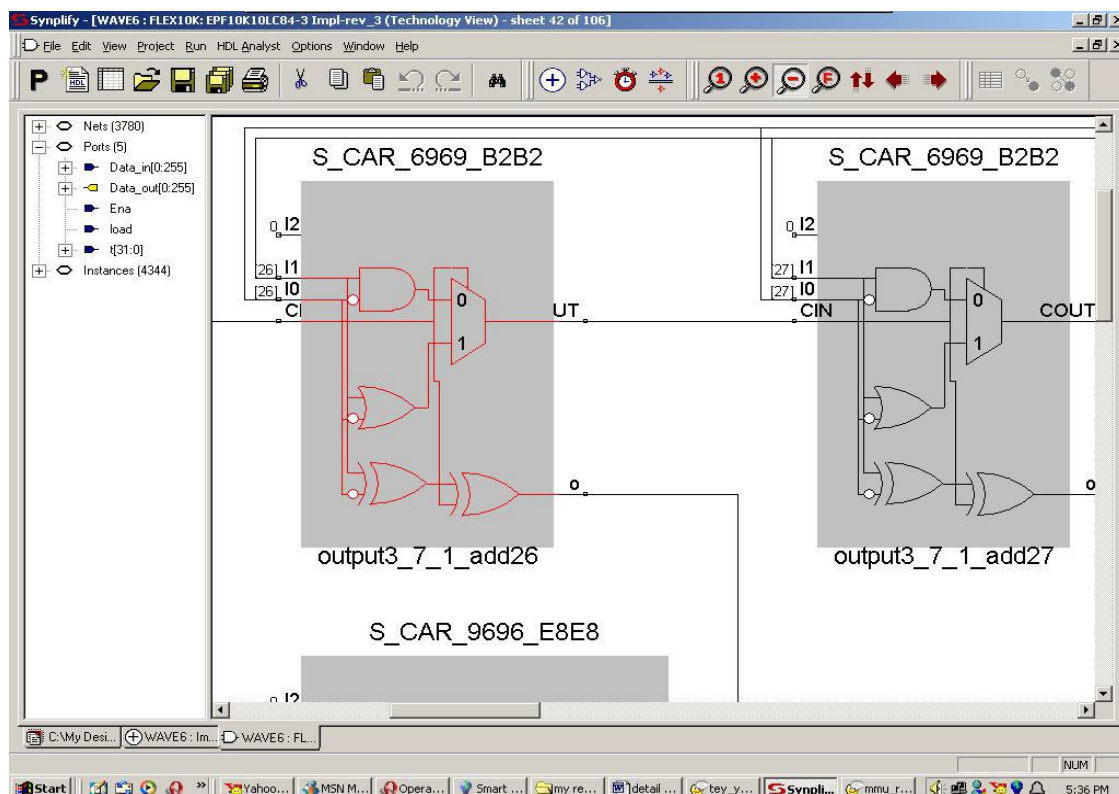 Synplify - [WAVE6 : FLEX10K: EPF10K10LC84-3 Impl-rev_3 (Technology View) - sheet 42 of 106]
File Edit View Project Run HDL Analyst Options Window Help
P HDL 1 F
Nets (3780)
Ports (5)
Data_in[0:255]
Data_out[0:255]
Ena
load
t[31:0]
Instances (4344)
S_CAR_6969_B2B2 S_CAR_6969_B2B2
0 I2 0 I2
[26] I1 [27] I1
[26] I0 0 [27] I0 0
CI UT CIN COUT
1 1
o o
output3_7_1_add26 output3_7_1_add27
S_CAR_9696_E8E8
0 I2
C:\My Desi... WAVE6 : Im... WAVE6 : FL...
NUM
Start » Yahoo... MSN M... Opera... Smart ... my re... detail ... tey_y... Synpli... mmu_r... 5:36 PM